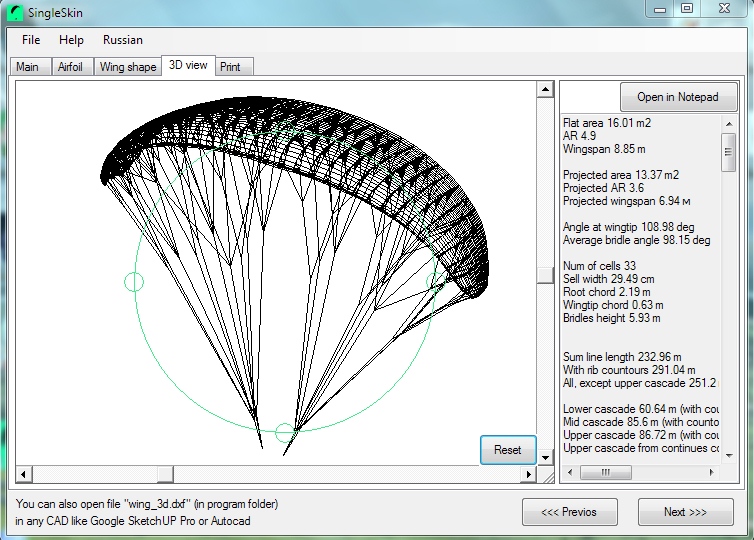 SingleSkin
File Help Russian
Main Airfoil Wing shape 3D view Print
Open in Notepad
Flat area 16.01 m2
AR 4.9
Wingspan 8.85 m
Projected area 13.37 m2
Projected AR 3.6
Projected wingspan 6.94 м
Angle at wingtip 108.98 deg
Average bridle angle 98.15 deg
Num of cells 33
Sell width 29.49 cm
Root chord 2.19 m
Wingtip chord 0.63 m
Bridles height 5.93 m
Sum line length 232.96 m
With rib countours 291.04 m
All, except upper cascade 251.2
Lower cascade 60.64 m (with cou
Mid cascade 85.6 m (with counto
Upper cascade 86.72 m (with cou
Upper cascade from continues cc
Reset
You can also open file "wing_3d.dxf" (in program folder)
in any CAD like Google SketchUP Pro or Autocad
<<< Previos
Next >>>